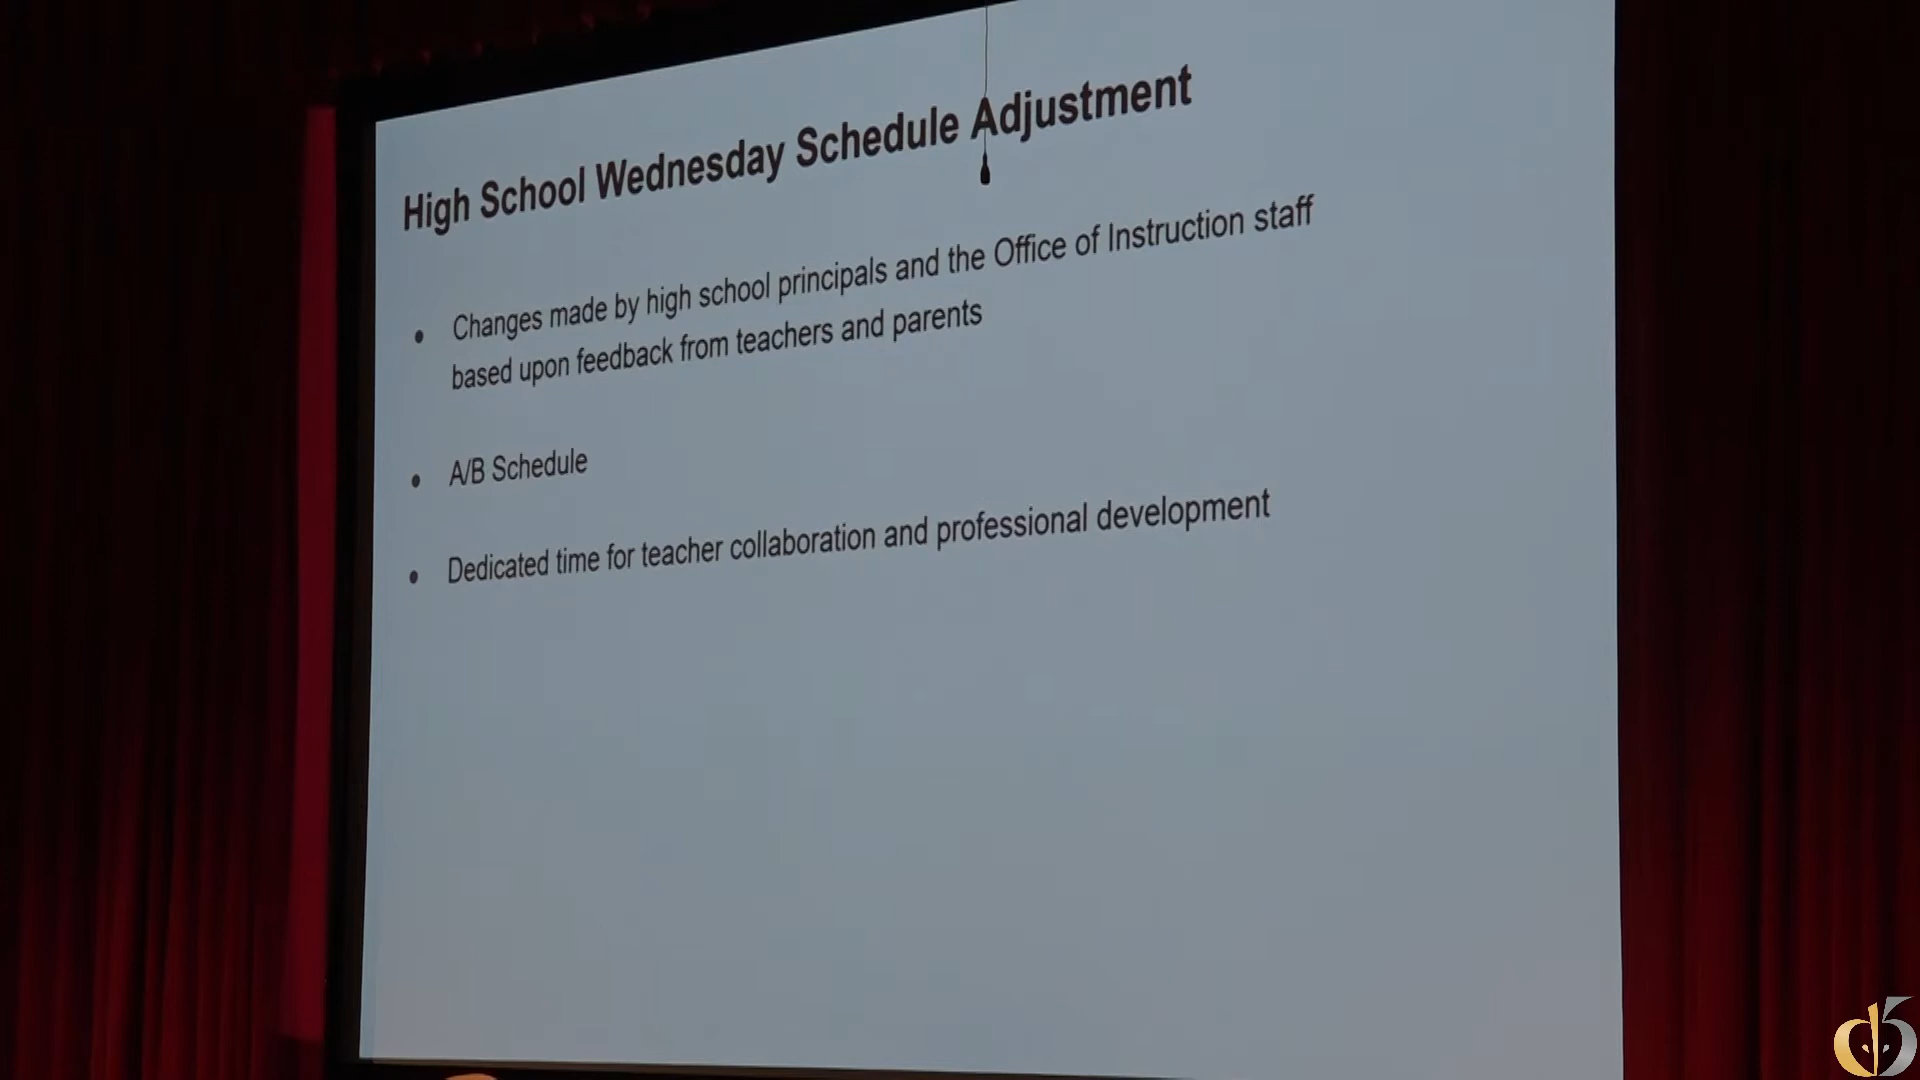 High School Wednesday Schedule Adjustment
• Changes made by high school principals and the Office of Instruction staff
based upon feedback from teachers and parents
• A/B Schedule
• Dedicated time for teacher collaboration and professional development